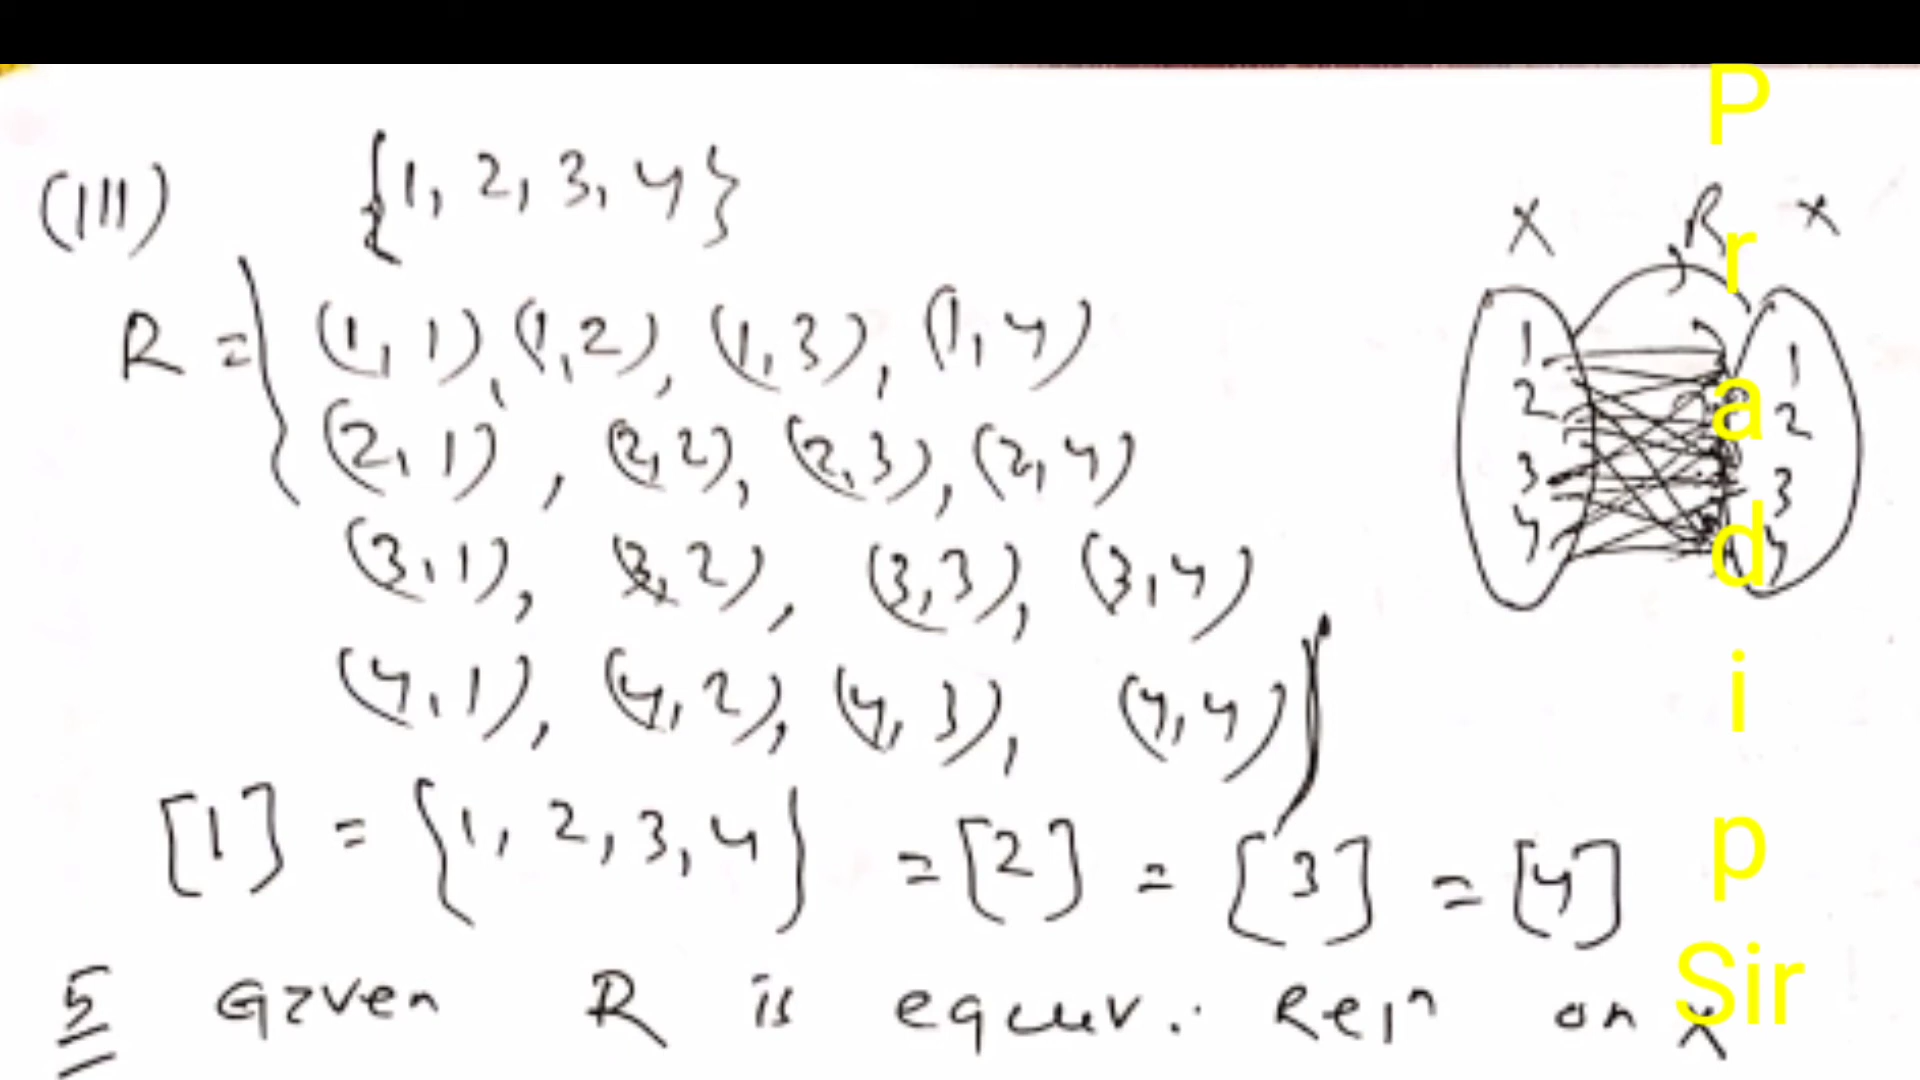 (III) {1, 2, 3, 4}
R = { (1, 1), (1, 2), (1, 3), (1, 4)
(2, 1), (2, 2), (2, 3), (2, 4)
(3, 1), (3, 2), (3, 3), (3, 4)
(4, 1), (4, 2), (4, 3), (4, 4) }
[1] = {1, 2, 3, 4} = [2] = [3] = [4]
5 Given R is equiv. Relⁿ on X
X R X
1 1
2 2
3 3
4 4
P
r
a
d
i
p
Sir